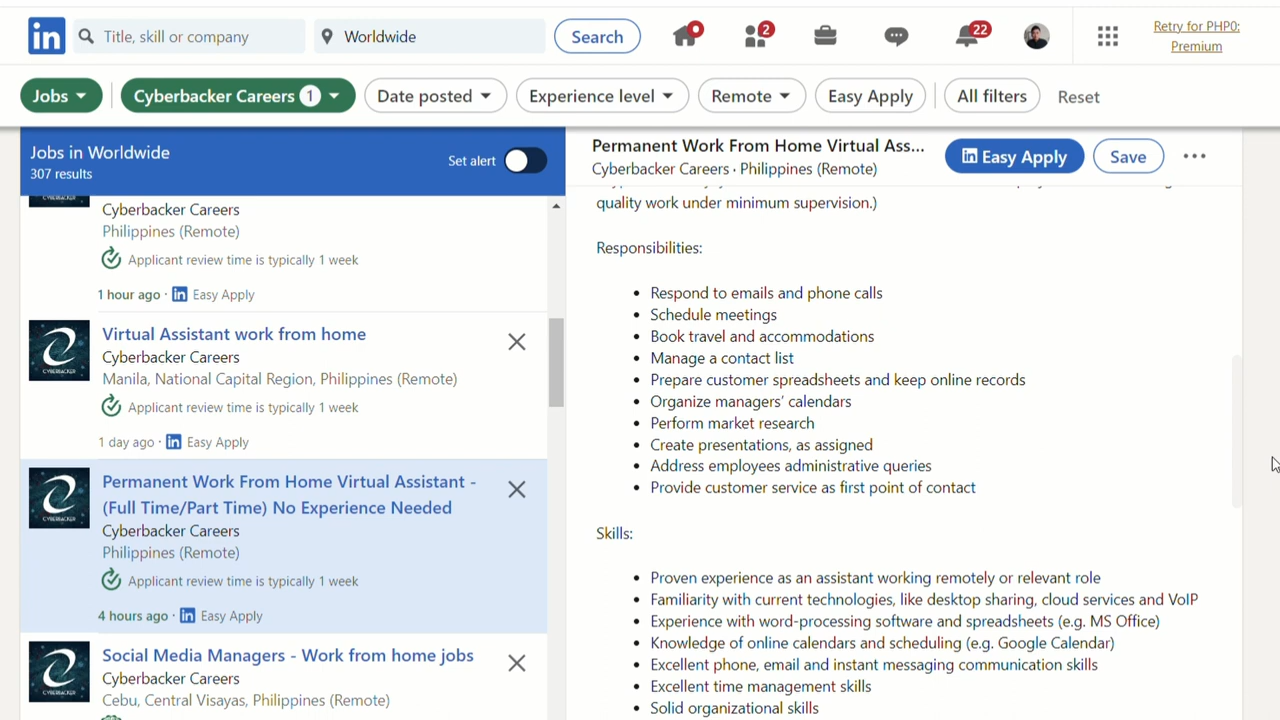 in
Title, skill or company
Worldwide
Search
2
22
Retry for PHP0:
Premium
Jobs
Cyberbacker Careers 1
Date posted
Experience level
Remote
Easy Apply
All filters
Reset
Jobs in Worldwide
307 results
Set alert
CYBERBACKER
Cyberbacker Careers
Philippines (Remote)
Applicant review time is typically 1 week
1 hour ago · in Easy Apply
CYBERBACKER
Virtual Assistant work from home
Cyberbacker Careers
Manila, National Capital Region, Philippines (Remote)
Applicant review time is typically 1 week
1 day ago · in Easy Apply
CYBERBACKER
Permanent Work From Home Virtual Assistant -
(Full Time/Part Time) No Experience Needed
Cyberbacker Careers
Philippines (Remote)
Applicant review time is typically 1 week
4 hours ago · in Easy Apply
CYBERBACKER
Social Media Managers - Work from home jobs
Cyberbacker Careers
Cebu, Central Visayas, Philippines (Remote)
Permanent Work From Home Virtual Ass...
Cyberbacker Careers · Philippines (Remote)
in Easy Apply
Save
quality work under minimum supervision.)
Responsibilities:
• Respond to emails and phone calls
• Schedule meetings
• Book travel and accommodations
• Manage a contact list
• Prepare customer spreadsheets and keep online records
• Organize managers’ calendars
• Perform market research
• Create presentations, as assigned
• Address employees administrative queries
• Provide customer service as first point of contact
Skills:
• Proven experience as an assistant working remotely or relevant role
• Familiarity with current technologies, like desktop sharing, cloud services and VoIP
• Experience with word-processing software and spreadsheets (e.g. MS Office)
• Knowledge of online calendars and scheduling (e.g. Google Calendar)
• Excellent phone, email and instant messaging communication skills
• Excellent time management skills
• Solid organizational skills